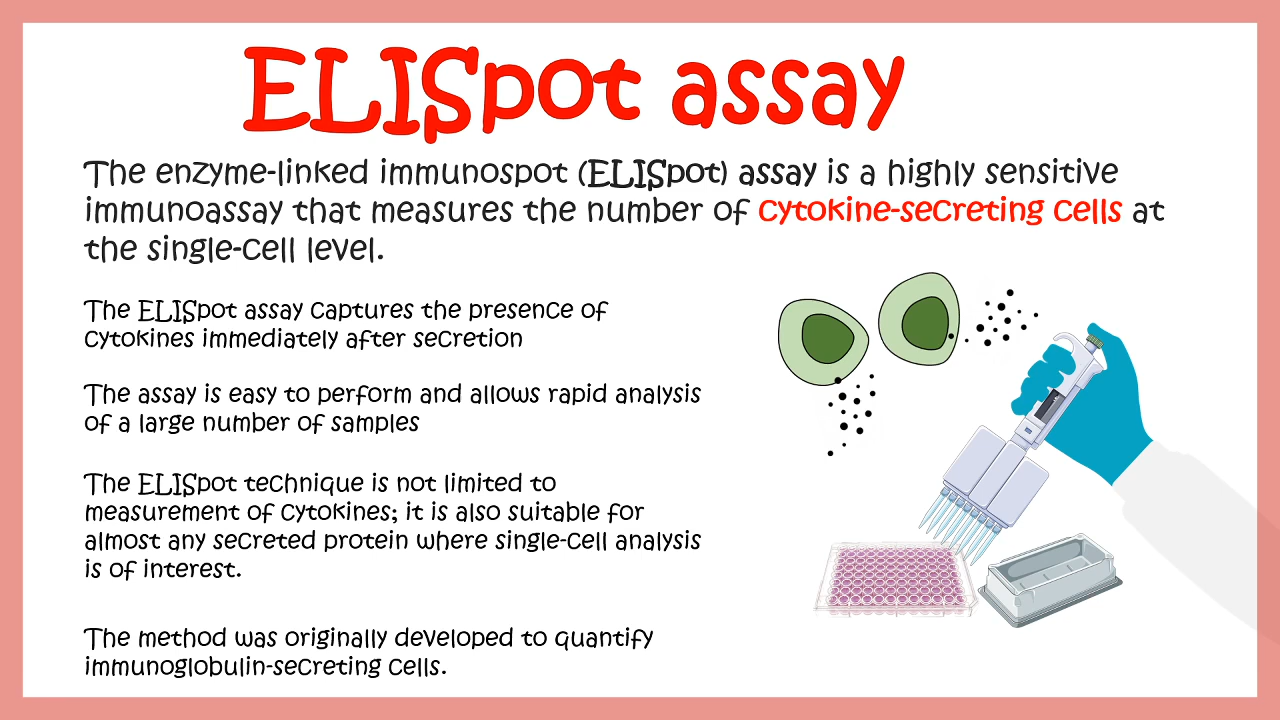 ELISpot assay
The enzyme-linked immunospot (ELISpot) assay is a highly sensitive
immunoassay that measures the number of cytokine-secreting cells at
the single-cell level.
The ELISpot assay captures the presence of
cytokines immediately after secretion
The assay is easy to perform and allows rapid analysis
of a large number of samples
The ELISpot technique is not limited to
measurement of cytokines; it is also suitable for
almost any secreted protein where single-cell analysis
is of interest.
The method was originally developed to quantify
immunoglobulin-secreting cells.